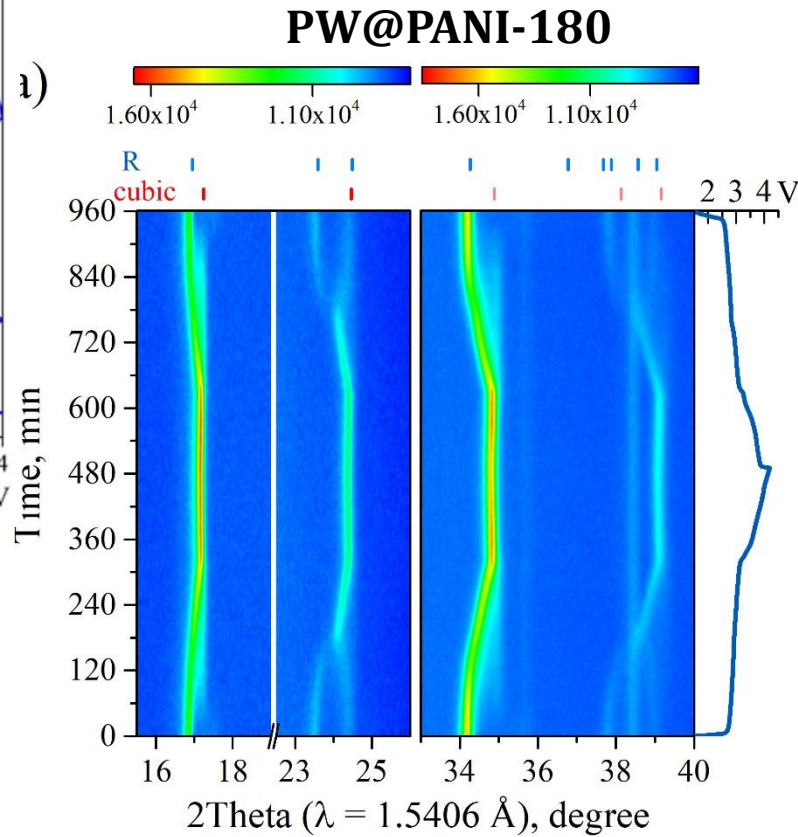 PW@PANI-180
a)
1.60x10⁴ 1.10x10⁴ 1.60x10⁴ 1.10x10⁴
R
cubic
2 3 4 V
960
840
720
600
480
360
240
120
0
Time, min
4
V
16 18 23 25 34 36 38 40
2Theta (λ = 1.5406 Å), degree